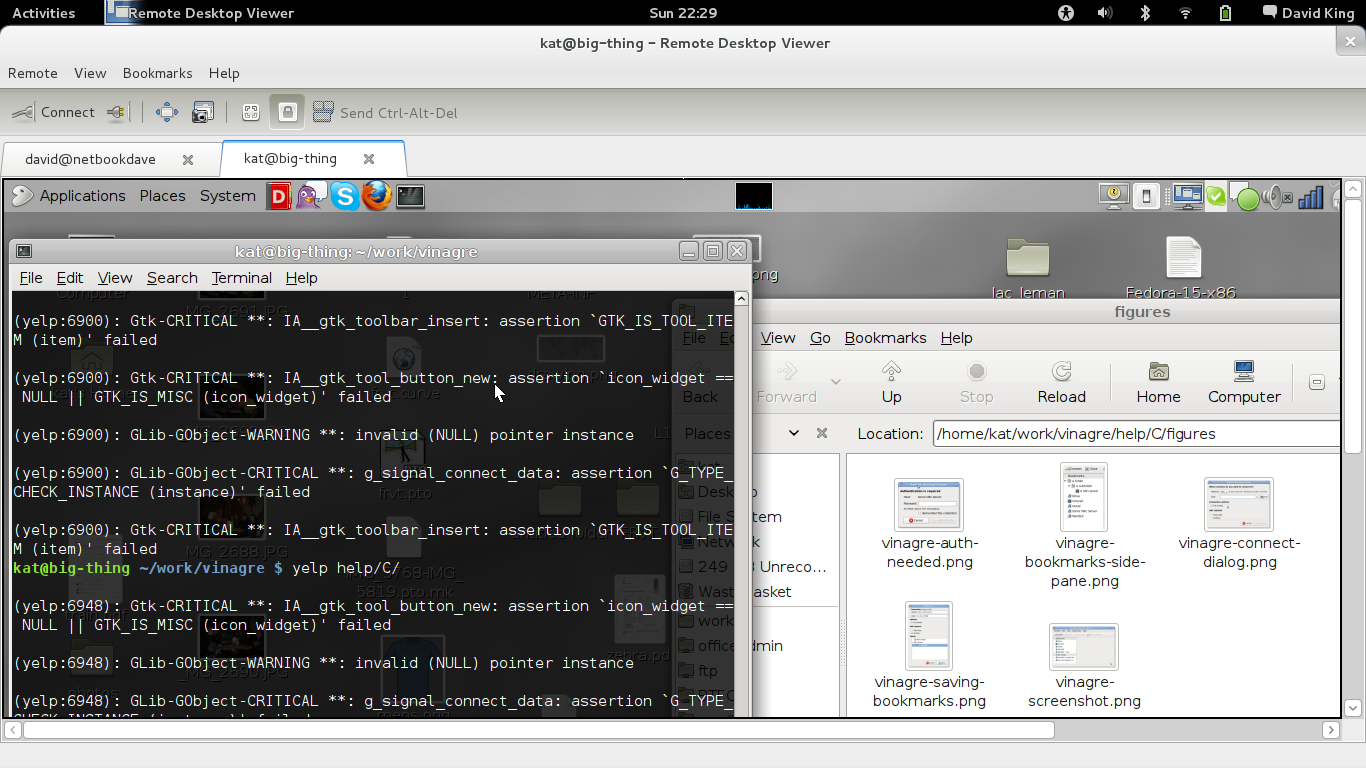 Activities Remote Desktop Viewer Sun 22:29 David King
kat@big-thing – Remote Desktop Viewer
Remote View Bookmarks Help
Connect Send Ctrl-Alt-Del
david@netbookdave kat@big-thing
Applications Places System
kat@big-thing: ~/work/vinagre
lac_leman Fedora-15-x86
File Edit View Search Terminal Help
Computer
META-INF
figures
(yelp:6900): Gtk-CRITICAL **: IA__gtk_toolbar_insert: assertion `GTK_IS_TOOL_ITE
M (item)' failed
File View Go Bookmarks Help
(yelp:6900): Gtk-CRITICAL **: IA__gtk_tool_button_new: assertion `icon_widget ==
NULL || GTK_IS_MISC (icon_widget)' failed
Back Forward Up Stop Reload Home Computer
(yelp:6900): GLib-GObject-WARNING **: invalid (NULL) pointer instance
Places Location: /home/kat/work/vinagre/help/C/figures
(yelp:6900): GLib-GObject-CRITICAL **: g_signal_connect_data: assertion `G_TYPE_
CHECK_INSTANCE (instance)' failed
(yelp:6900): Gtk-CRITICAL **: IA__gtk_toolbar_insert: assertion `GTK_IS_TOOL_ITE
M (item)' failed
kat@big-thing ~/work/vinagre $ yelp help/C/
(yelp:6948): Gtk-CRITICAL **: IA__gtk_tool_button_new: assertion `icon_widget ==
NULL || GTK_IS_MISC (icon_widget)' failed
(yelp:6948): GLib-GObject-WARNING **: invalid (NULL) pointer instance
(yelp:6948): GLib-GObject-CRITICAL **: g_signal_connect_data: assertion `G_TYPE_
File System
Network
Wastebasket
work
ftp
vinagre-auth-
needed.png
vinagre-
bookmarks-side-
pane.png
vinagre-connect-
dialog.png
vinagre-saving-
bookmarks.png
vinagre-
screenshot.png